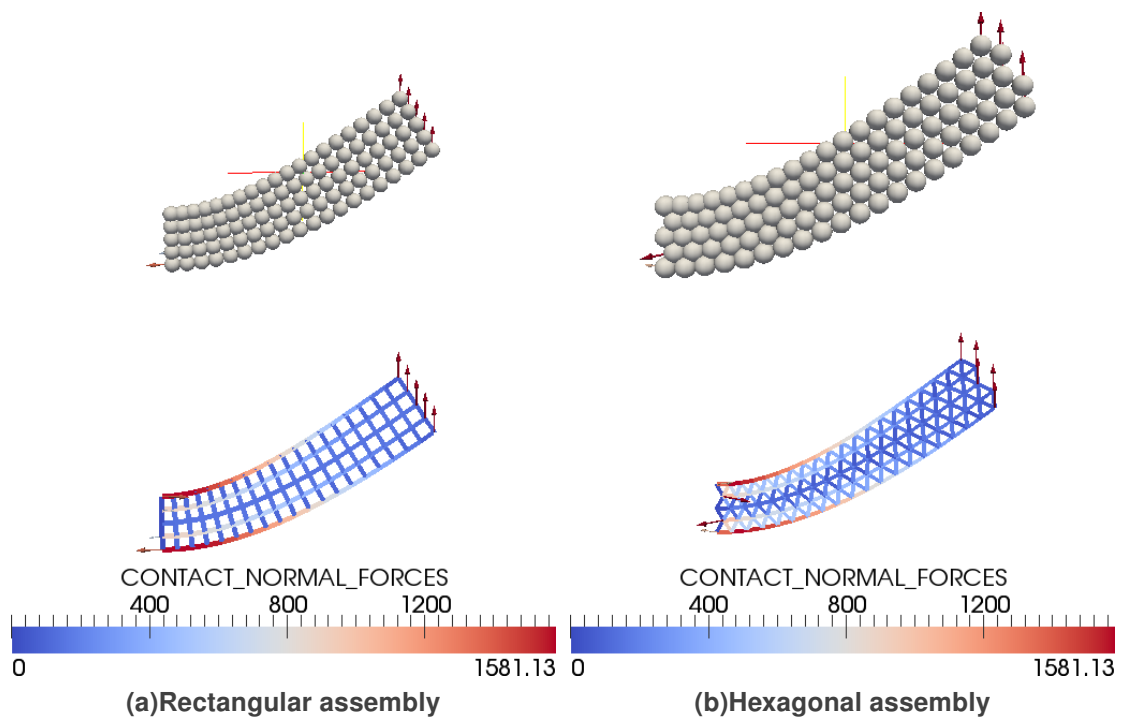 CONTACT_NORMAL_FORCES
400 800 1200
0 1581.13
(a)Rectangular assembly
CONTACT_NORMAL_FORCES
400 800 1200
0 1581.13
(b)Hexagonal assembly